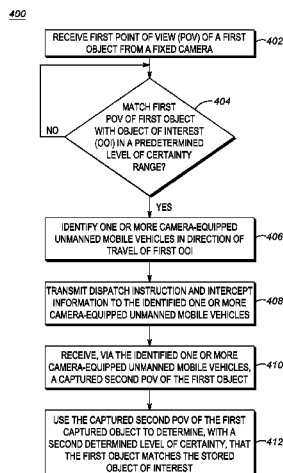 400
RECEIVE FIRST POINT OF VIEW (POV) OF A FIRST
OBJECT FROM A FIXED CAMERA
402
MATCH FIRST
POV OF FIRST OBJECT
WITH OBJECT OF INTEREST
(OOI) IN A PREDETERMINED
LEVEL OF CERTAINTY
RANGE?
404
NO
YES
IDENTIFY ONE OR MORE CAMERA-EQUIPPED
UNMANNED MOBILE VEHICLES IN DIRECTION OF
TRAVEL OF FIRST OOI
406
TRANSMIT DISPATCH INSTRUCTION AND INTERCEPT
INFORMATION TO THE IDENTIFIED ONE OR MORE
CAMERA-EQUIPPED UNMANNED MOBILE VEHICLES
408
RECEIVE, VIA THE IDENTIFIED ONE OR MORE
CAMERA-EQUIPPED UNMANNED MOBILE VEHICLES,
A CAPTURED SECOND POV OF THE FIRST OBJECT
410
USE THE CAPTURED SECOND POV OF THE FIRST
CAPTURED OBJECT TO DETERMINE, WITH A
SECOND DETERMINED LEVEL OF CERTAINTY, THAT
THE FIRST OBJECT MATCHES THE STORED
OBJECT OF INTEREST
412